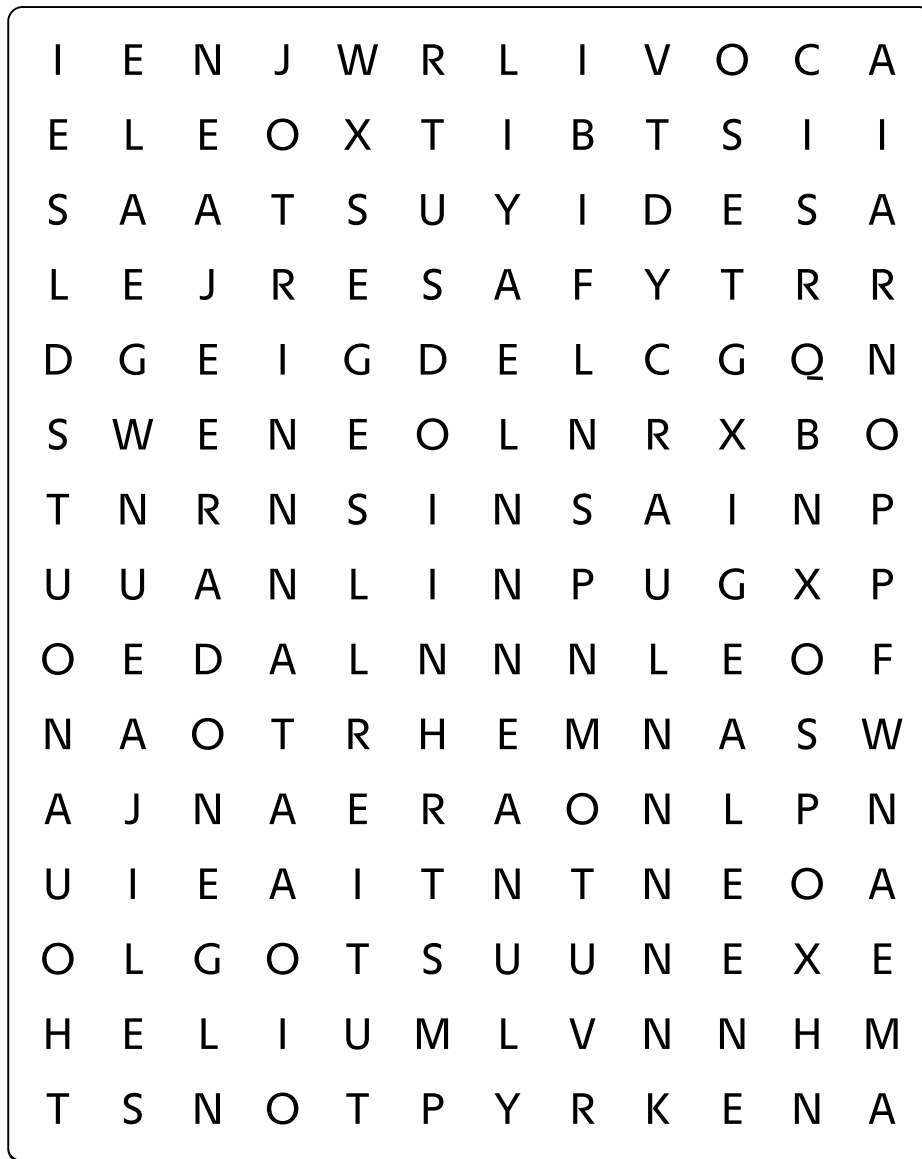 I E N J W R L I V O C A
E L E O X T I B T S I I
S A A T S U Y I D E S A
L E J R E S A F Y T R R
D G E I G D E L C G Q N
S W E N E O L N R X B O
T N R N S I N S A I N P
U U A N L I N P U G X P
O E D A L N N N L E O F
N A O T R H E M N A S W
A J N A E R A O N L P N
U I E A I T N T N E O A
O L G O T S U U N E X E
H E L I U M L V N N H M
T S N O T P Y R K E N A